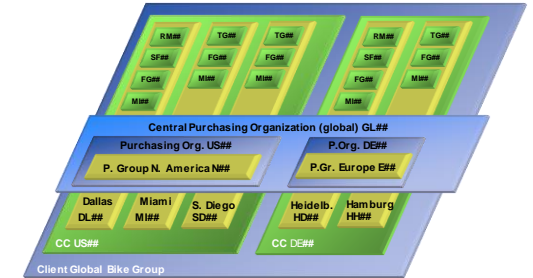 RM## TG## TG## RM## TG##
SF## FG## FG## SF## FG##
FG## MI## MI## FG## MI##
MI## MI##
Central Purchasing Organization (global) GL##
Purchasing Org. US## P.Org. DE##
P. Group N. America N## P.Gr. Europe E##
Dallas Miami S. Diego Heidelb. Hamburg
DL## MI## SD## HD## HH##
CC US## CC DE##
Client Global Bike Group